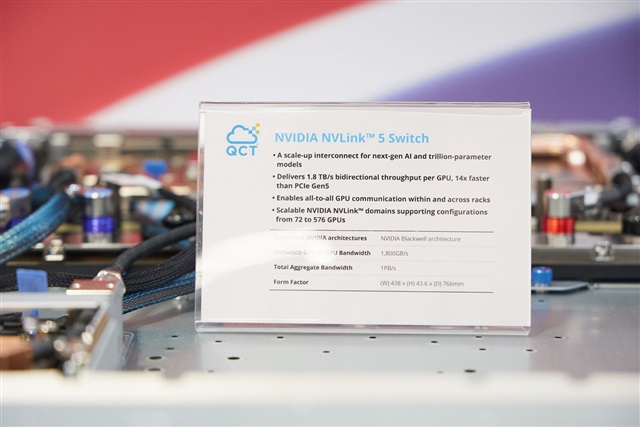 QCT
NVIDIA NVLink™ 5 Switch
• A scale-up interconnect for next-gen AI and trillion-parameter
models
• Delivers 1.8 TB/s bidirectional throughput per GPU, 14x faster
than PCIe Gen5
• Enables all-to-all GPU communication within and across racks
• Scalable NVIDIA NVLink™ domains supporting configurations
from 72 to 576 GPUs
NVIDIA architectures NVIDIA Blackwell architecture
GPU Bandwidth 1,800GB/s
Total Aggregate Bandwidth 1PB/s
Form Factor (W) 438 x (H) 43.6 x (D) 766mm